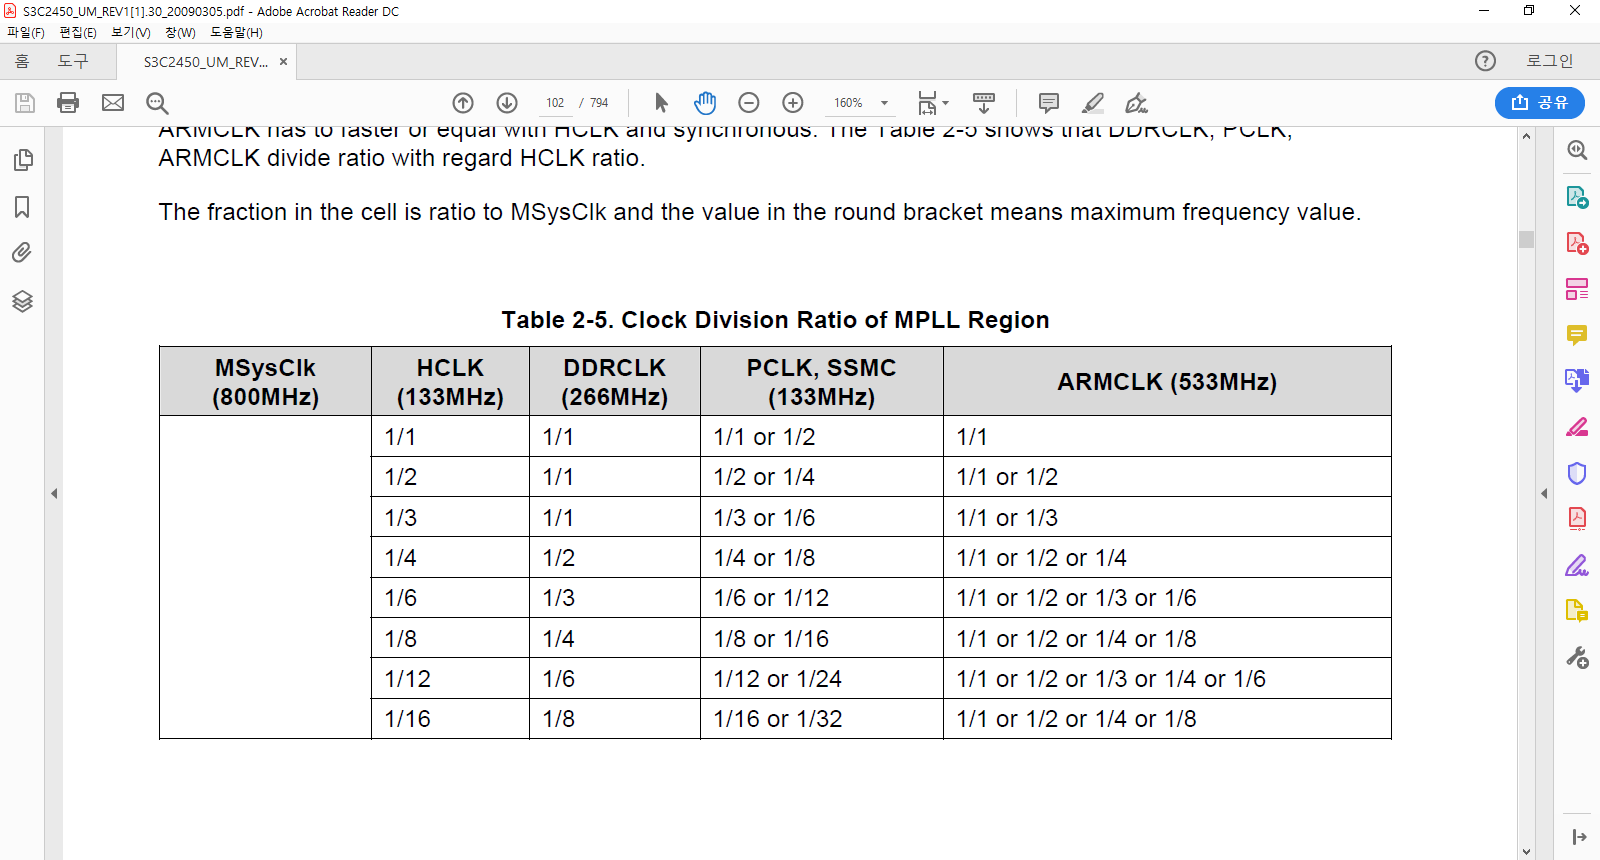 S3C2450_UM_REV1[1].30_20090305.pdf - Adobe Acrobat Reader DC
파일(F) 편집(E) 보기(V) 창(W) 도움말(H)
홈 도구 S3C2450_UM_REV... × ? 로그인
102 / 794 160% 공유
ARMCLK has to faster or equal with HCLK and synchronous. The Table 2-5 shows that DDRCLK, PCLK,
ARMCLK divide ratio with regard HCLK ratio.
The fraction in the cell is ratio to MSysClk and the value in the round bracket means maximum frequency value.
Table 2-5. Clock Division Ratio of MPLL Region
MSysClk (800MHz) HCLK (133MHz) DDRCLK (266MHz) PCLK, SSMC (133MHz) ARMCLK (533MHz)
1/1 1/1 1/1 or 1/2 1/1
1/2 1/1 1/2 or 1/4 1/1 or 1/2
1/3 1/1 1/3 or 1/6 1/1 or 1/3
1/4 1/2 1/4 or 1/8 1/1 or 1/2 or 1/4
1/6 1/3 1/6 or 1/12 1/1 or 1/2 or 1/3 or 1/6
1/8 1/4 1/8 or 1/16 1/1 or 1/2 or 1/4 or 1/8
1/12 1/6 1/12 or 1/24 1/1 or 1/2 or 1/3 or 1/4 or 1/6
1/16 1/8 1/16 or 1/32 1/1 or 1/2 or 1/4 or 1/8